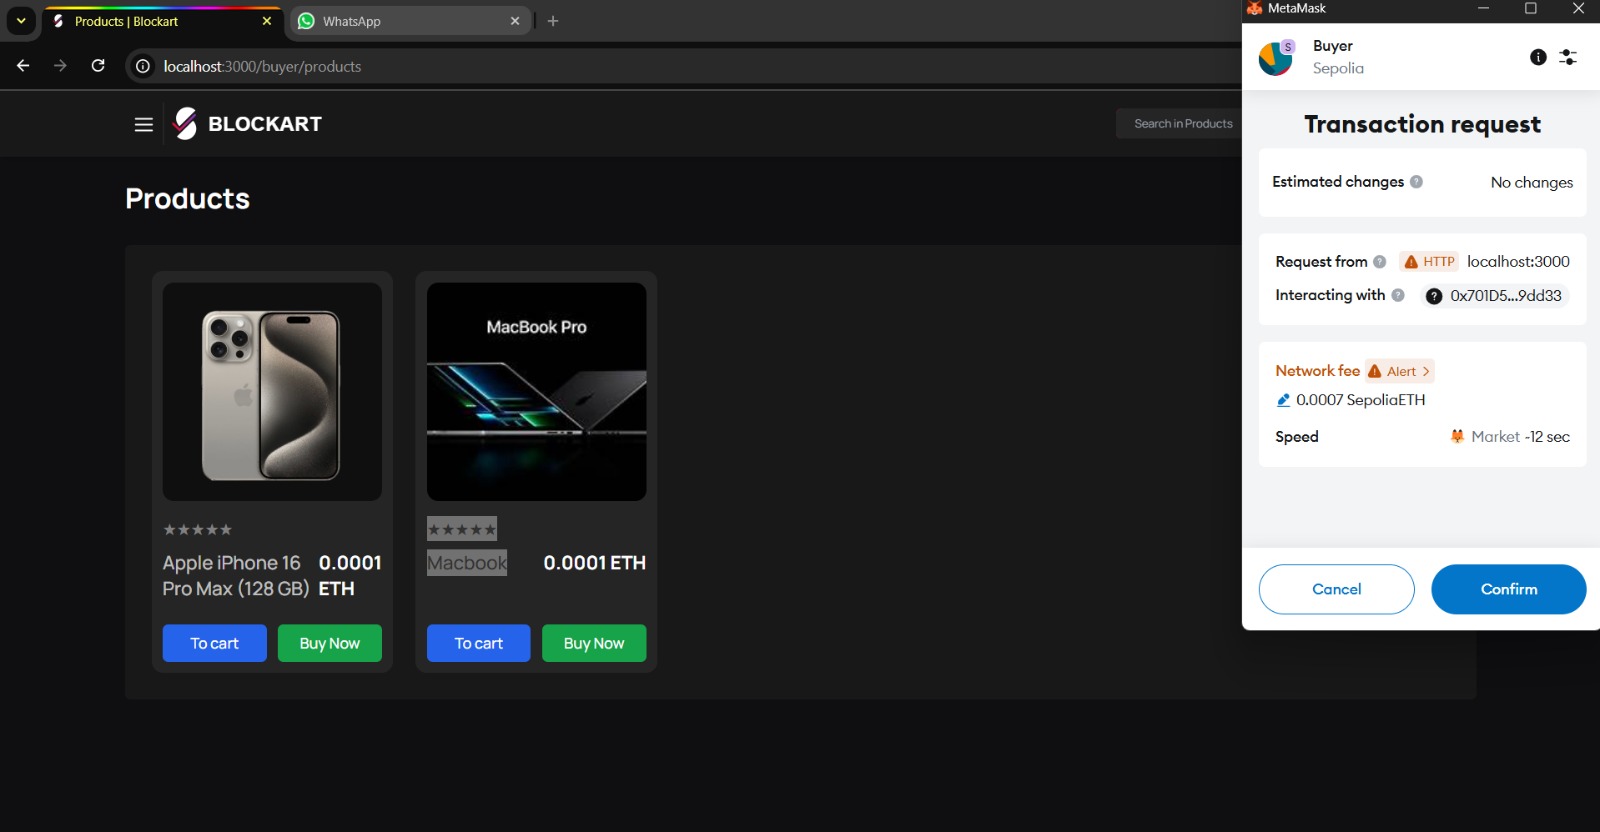 Products | Blockart
WhatsApp
localhost:3000/buyer/products
BLOCKART
Search in Products
Products
MacBook Pro
★★★★★
Apple iPhone 16 Pro Max (128 GB)
0.0001 ETH
To cart
Buy Now
★★★★★
Macbook
0.0001 ETH
To cart
Buy Now
MetaMask
S
Buyer
Sepolia
Transaction request
Estimated changes
No changes
Request from
HTTP
localhost:3000
Interacting with
0x701D5...9dd33
Network fee
Alert
0.0007 SepoliaETH
Speed
Market ~12 sec
Cancel
Confirm